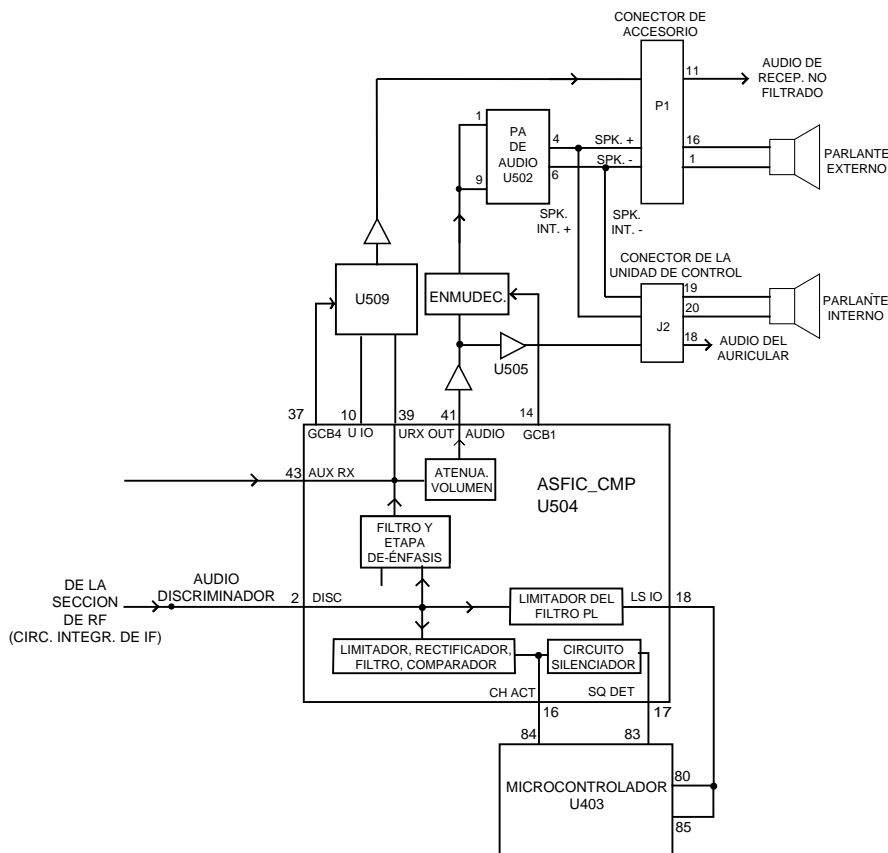 CONECTOR DE
ACCESORIO
11
AUDIO DE
RECEP. NO
FILTRADO
P1
1
PA
DE
AUDIO
U502
4
SPK. +
16
9
6
SPK. -
1
PARLANTE
EXTERNO
SPK.
INT. +
SPK.
INT. -
CONECTOR DE LA
UNIDAD DE CONTROL
U509
ENMUDEC.
19
20
J2
PARLANTE
INTERNO
18
AUDIO DEL
AURICULAR
U505
37
10
39
41
14
GCB4
U IO
URX OUT
AUDIO
GCB1
43
AUX RX
ATENUA.
VOLUMEN
ASFIC_CMP
U504
FILTRO Y
ETAPA
DE-ÉNFASIS
DE LA
SECCION
DE RF
(CIRC. INTEGR. DE IF)
AUDIO
DISCRIMINADOR
2
DISC
LIMITADOR DEL
FILTRO PL
LS IO
18
LIMITADOR, RECTIFICADOR,
FILTRO, COMPARADOR
CIRCUITO
SILENCIADOR
CH ACT
SQ DET
16
17
84
83
MICROCONTROLADOR
U403
80
85